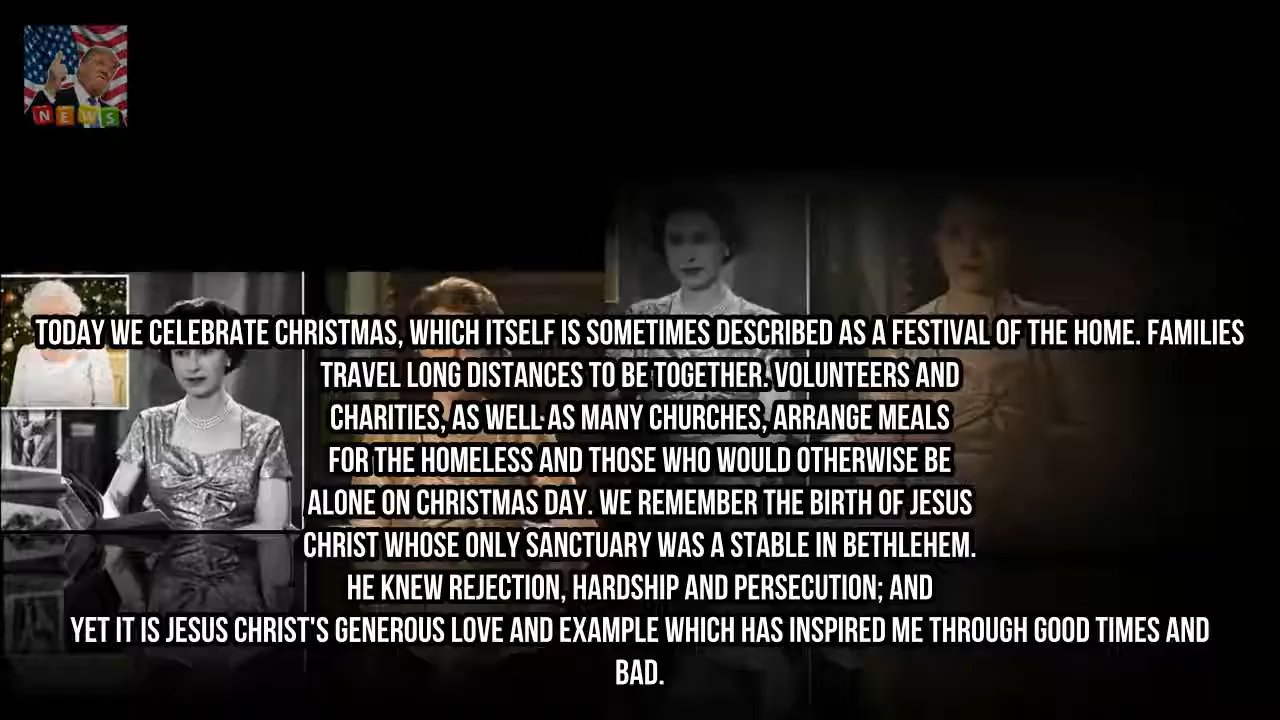 NEWS
TODAY WE CELEBRATE CHRISTMAS, WHICH ITSELF IS SOMETIMES DESCRIBED AS A FESTIVAL OF THE HOME. FAMILIES
TRAVEL LONG DISTANCES TO BE TOGETHER. VOLUNTEERS AND
CHARITIES, AS WELL AS MANY CHURCHES, ARRANGE MEALS
FOR THE HOMELESS AND THOSE WHO WOULD OTHERWISE BE
ALONE ON CHRISTMAS DAY. WE REMEMBER THE BIRTH OF JESUS
CHRIST WHOSE ONLY SANCTUARY WAS A STABLE IN BETHLEHEM.
HE KNEW REJECTION, HARDSHIP AND PERSECUTION; AND
YET IT IS JESUS CHRIST'S GENEROUS LOVE AND EXAMPLE WHICH HAS INSPIRED ME THROUGH GOOD TIMES AND
BAD.